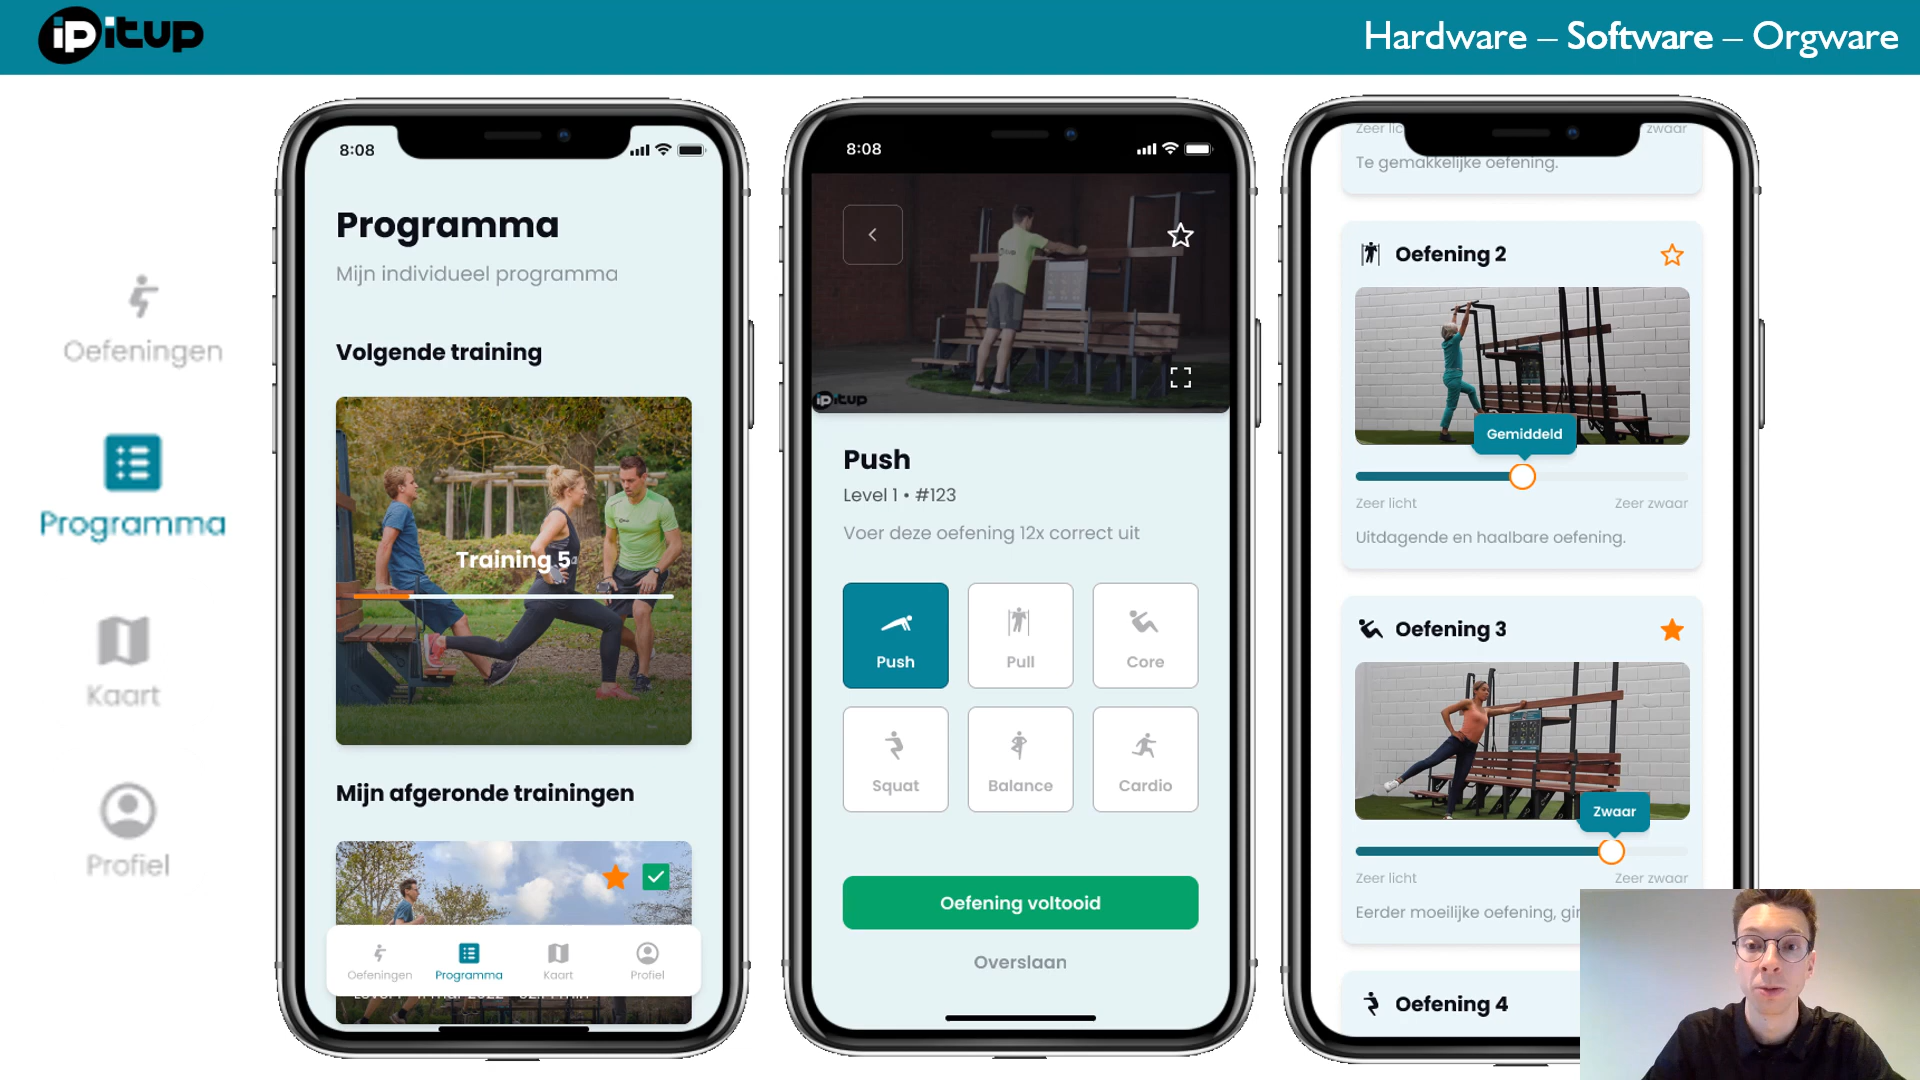 ipitup
Hardware – Software – Orgware
Oefeningen
Programma
Kaart
Profiel
8:08
Programma
Mijn individueel programma
Volgende training
Training 5
Mijn afgeronde trainingen
Oefeningen
Programma
Kaart
Profiel
8:08
ipitup
Push
Level 1 • #123
Voer deze oefening 12x correct uit
Push
Pull
Core
Squat
Balance
Cardio
Oefening voltooid
Overslaan
zwaar
Te gemakkelijke oefening.
Oefening 2
Gemiddeld
Zeer licht
Zeer zwaar
Uitdagende en haalbare oefening.
Oefening 3
Zwaar
Zeer licht
Zeer zwaar
Eerder moeilijke oefening,
Oefening 4